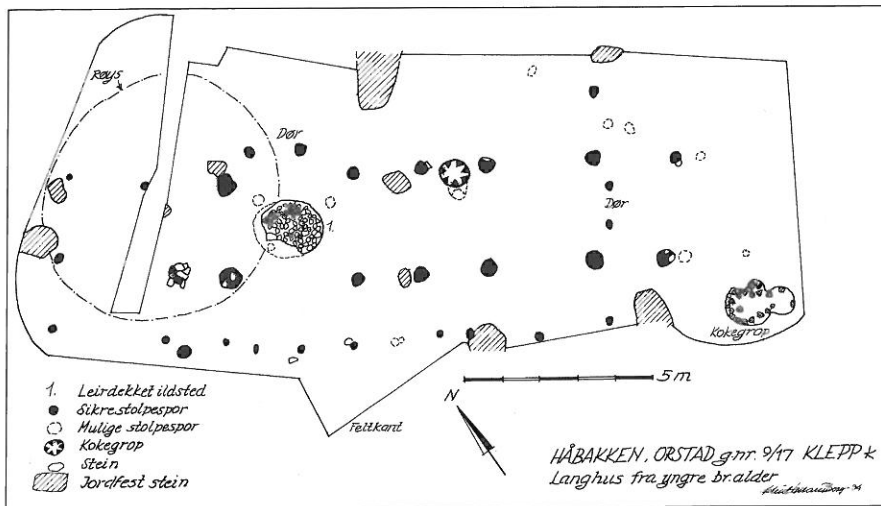 Røys
Dør
1.
Dør
Kokegrop
5 m
N
Feltkant
1. Leirdekket ildsted
Sikre stolpespor
Mulige stolpespor
Kokegrop
Stein
Jordfest stein
HÅBAKKEN, ORSTAD gnr. 9/17 KLEPP k
Langhus fra yngre br.alder